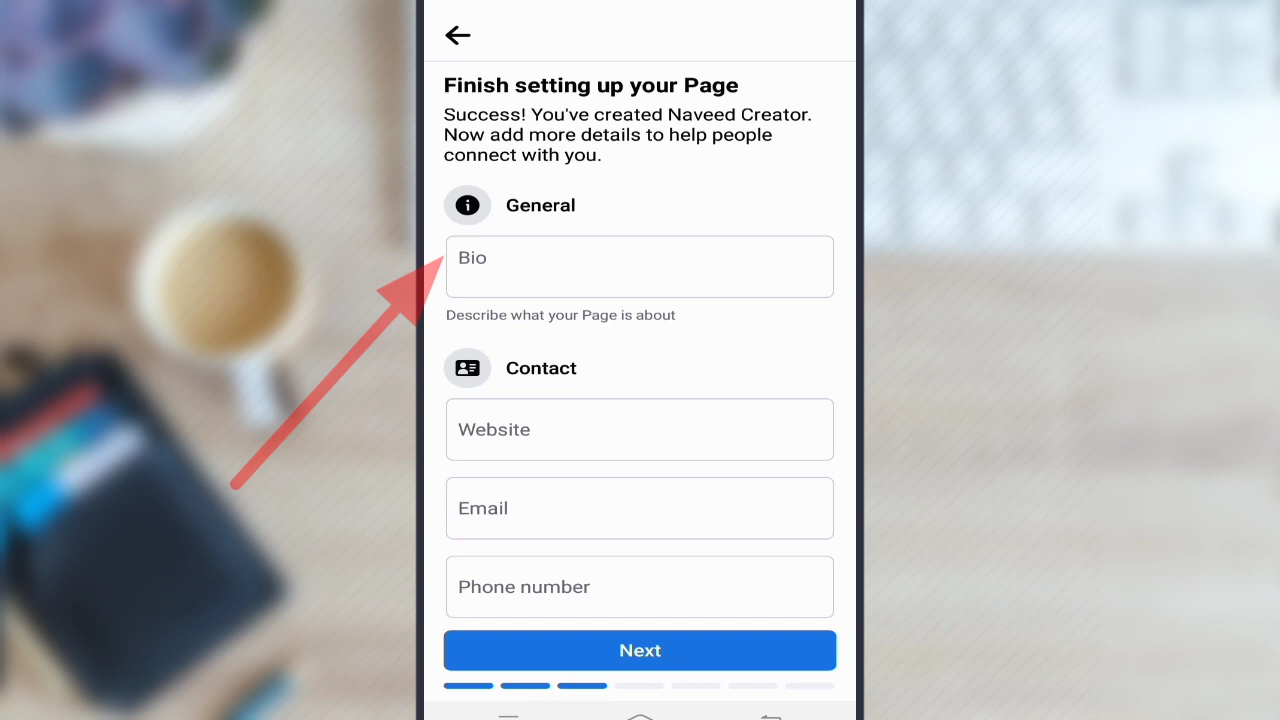 Finish setting up your Page
Success! You've created Naveed Creator.
Now add more details to help people
connect with you.
General
Bio
Describe what your Page is about
Contact
Website
Email
Phone number
Next